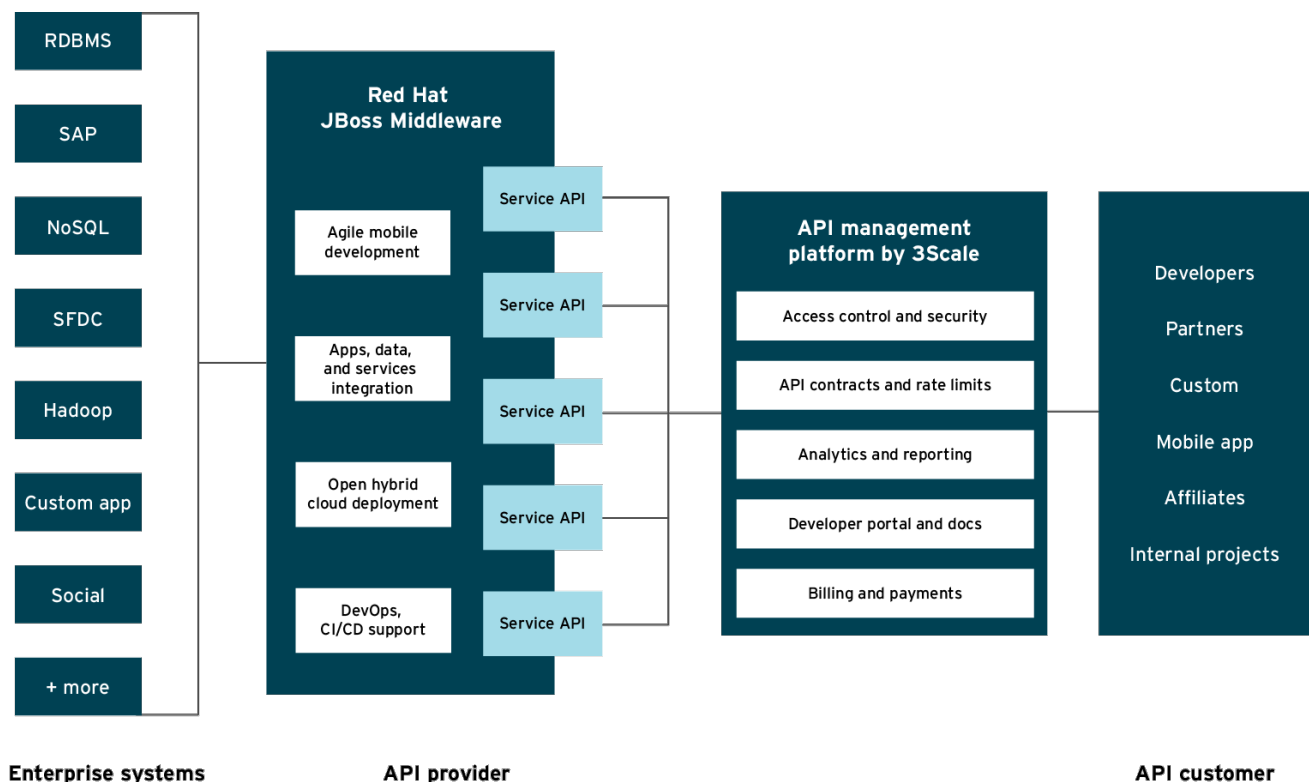 RDBMS
SAP
NoSQL
SFDC
Hadoop
Custom app
Social
+ more
Enterprise systems
Red Hat
JBoss Middleware
Agile mobile
development
Apps, data,
and services
integration
Open hybrid
cloud deployment
DevOps,
CI/CD support
Service API
Service API
Service API
Service API
Service API
API provider
API management
platform by 3Scale
Access control and security
API contracts and rate limits
Analytics and reporting
Developer portal and docs
Billing and payments
Developers
Partners
Custom
Mobile app
Affiliates
Internal projects
API customer